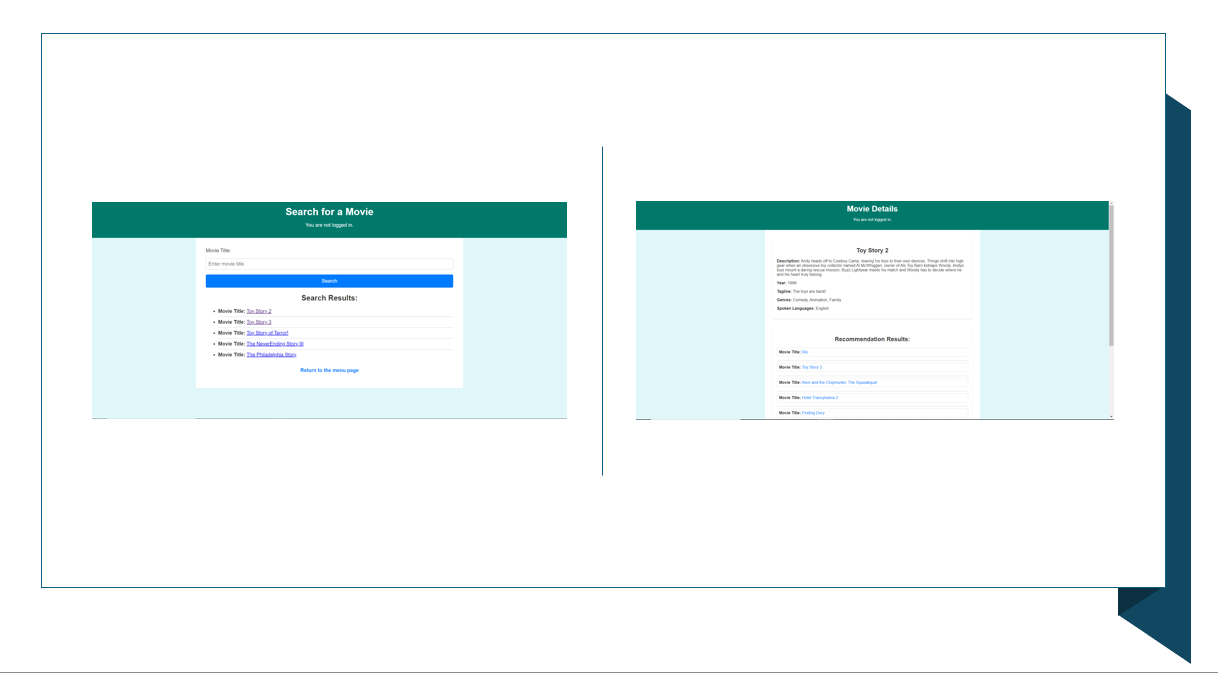 Search for a Movie
You are not logged in.
Movie Title:
Enter movie title
Search
Search Results:
• Movie Title: Toy Story 2
• Movie Title: Toy Story 3
• Movie Title: Toy Story of Terror!
• Movie Title: The NeverEnding Story III
• Movie Title: The Philadelphia Story
Return to the menu page
Movie Details
You are not logged in
Toy Story 2
Description: Andy heads off to Cowboy Camp, leaving his toys to their own devices. Things shift into high
gear when an obsessive toy collector named Al McWhiggen, owner of Als Toy Barn kidnaps Woody. Andys
toys mount a daring rescue mission, Buzz Lightyear meets his match and Woody has to decide where he
and his heart truly belong.
Year: 1999
Tagline: The toys are back!
Genres: Comedy, Animation, Family
Spoken Languages: English
Recommendation Results:
Movie Title: Rio
Movie Title: Toy Story 3
Movie Title: Alvin and the Chipmunks: The Squeakquel
Movie Title: Hotel Transylvania 2
Movie Title: Finding Dory